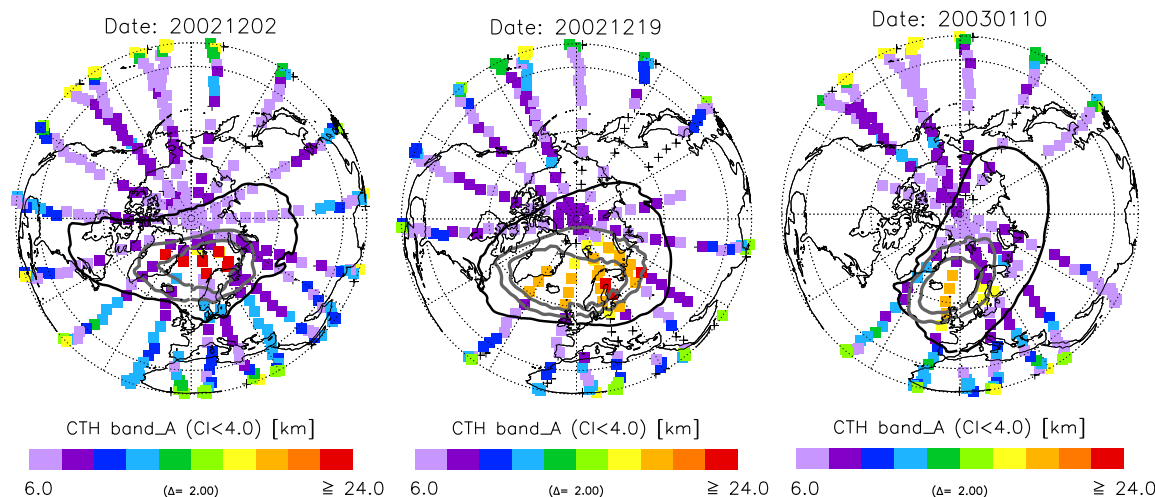 Date: 20021202
Date: 20021219
Date: 20030110
CTH band_A (CI<4.0) [km]
6.0 (Δ= 2.00) ≧ 24.0
CTH band_A (CI<4.0) [km]
6.0 (Δ= 2.00) ≧ 24.0
CTH band_A (CI<4.0) [km]
6.0 (Δ= 2.00) ≧ 24.0